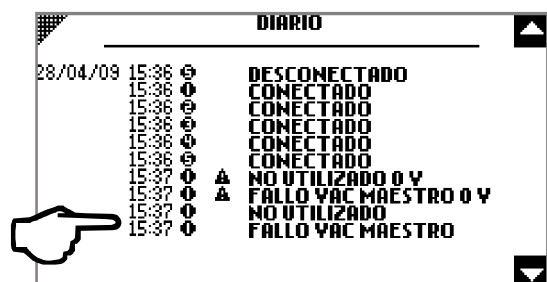 DIARIO
28/04/09 15:36 5 DESCONECTADO
15:36 1 CONECTADO
15:36 2 CONECTADO
15:36 3 CONECTADO
15:36 4 CONECTADO
15:36 5 CONECTADO
15:37 1 NO UTILIZADO 0 V
15:37 1 FALLO VAC MAESTRO 0 V
15:37 1 NO UTILIZADO
15:37 1 FALLO VAC MAESTRO